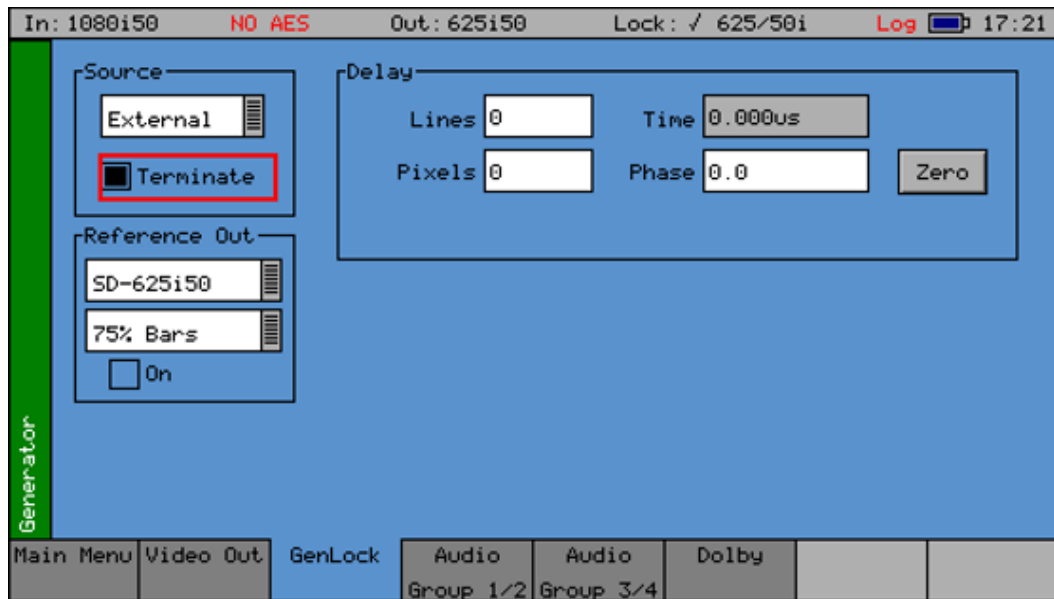 In: 1080i50 NO AES Out: 625i50 Lock: √ 625/50i Log 17:21
Source
External
Terminate
Delay
Lines 0 Time 0.000us
Pixels 0 Phase 0.0 Zero
Reference Out
SD-625i50
75% Bars
On
Generator
Main Menu Video Out GenLock Audio Group 1/2 Audio Group 3/4 Dolby